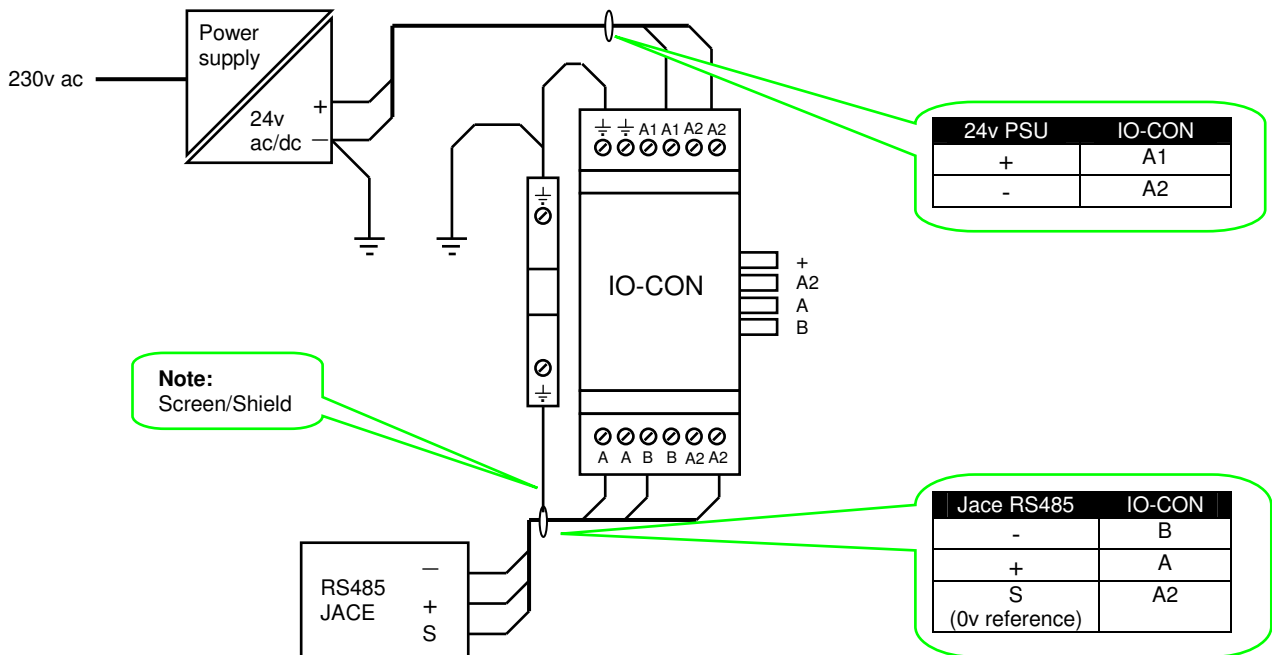 Power
supply
230v ac
24v
ac/dc
+
—
A1 A1 A2 A2
24v PSU IO-CON
+ A1
- A2
IO-CON
+
A2
A
B
Note:
Screen/Shield
A A B B A2 A2
Jace RS485 IO-CON
- B
+ A
S A2
(0v reference)
RS485
JACE
—
+
S